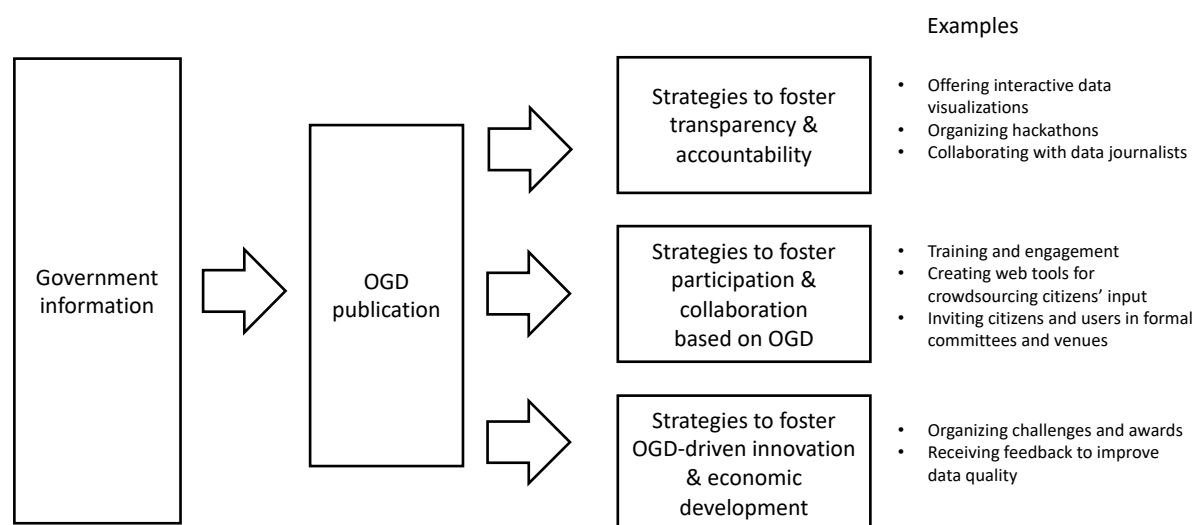 Examples
Government
information
OGD
publication
Strategies to foster
transparency &
accountability
• Offering interactive data
visualizations
• Organizing hackathons
• Collaborating with data journalists
Strategies to foster
participation &
collaboration
based on OGD
• Training and engagement
• Creating web tools for
crowdsourcing citizens’ input
• Inviting citizens and users in formal
committees and venues
Strategies to foster
OGD-driven innovation
& economic
development
• Organizing challenges and awards
• Receiving feedback to improve
data quality